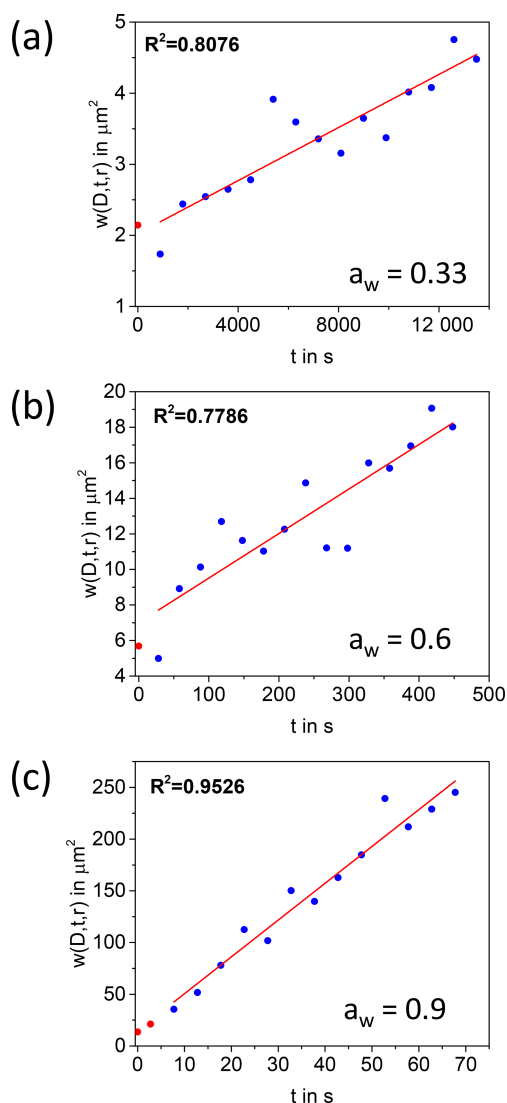 (a)
R²=0.8076
w(D,t,r) in μm²
5
4
3
2
1
0
4000
8000
12 000
t in s
a_w = 0.33
(b)
R²=0.7786
w(D,t,r) in μm²
20
18
16
14
12
10
8
6
4
0
100
200
300
400
500
t in s
a_w = 0.6
(c)
R²=0.9526
w(D,t,r) in μm²
250
200
150
100
50
0
0
10
20
30
40
50
60
70
t in s
a_w = 0.9